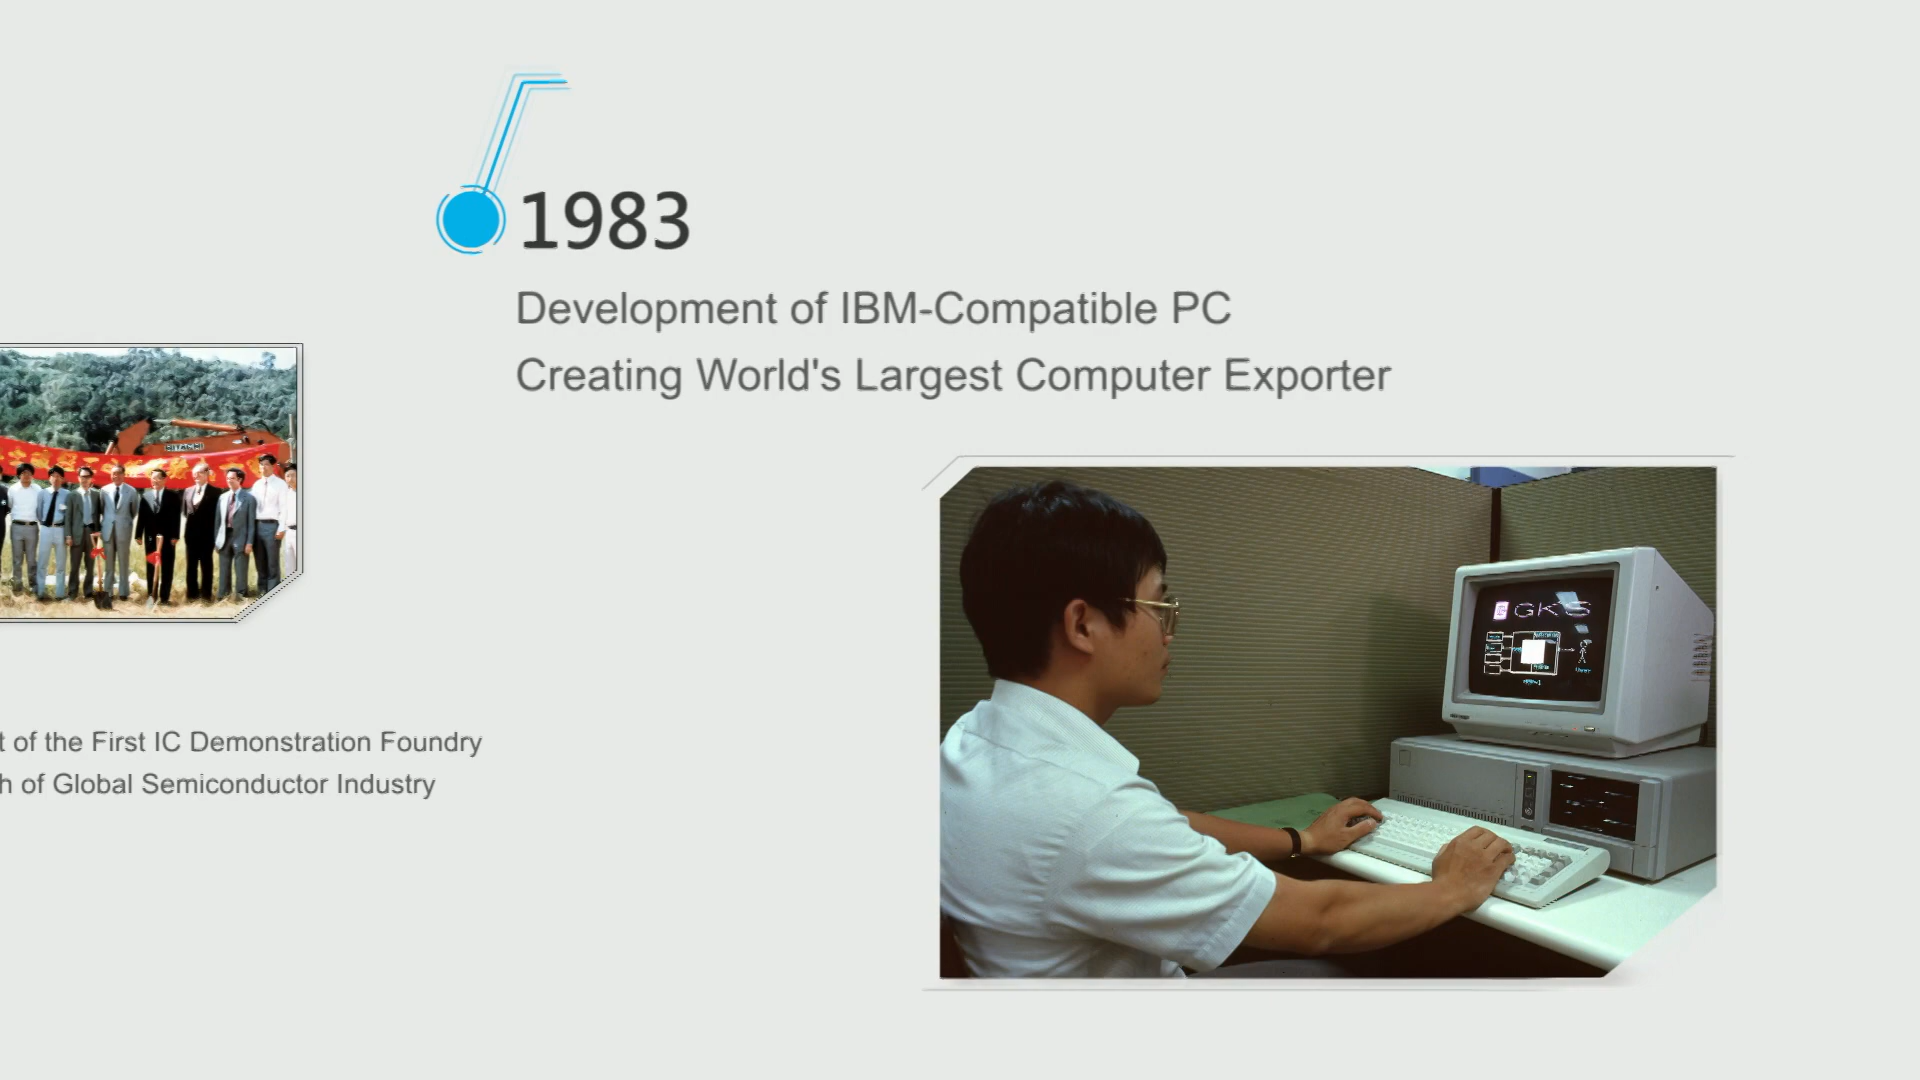 1983
Development of IBM-Compatible PC
Creating World's Largest Computer Exporter
HITACHI
t of the First IC Demonstration Foundry
h of Global Semiconductor Industry
GKS